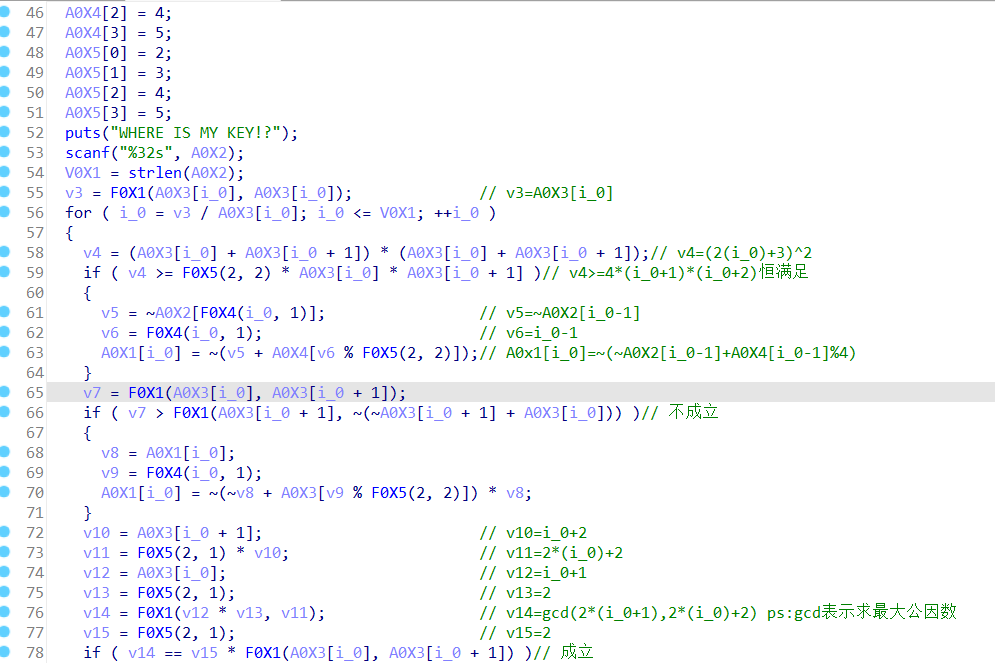 46 A0X4[2] = 4;
47 A0X4[3] = 5;
48 A0X5[0] = 2;
49 A0X5[1] = 3;
50 A0X5[2] = 4;
51 A0X5[3] = 5;
52 puts("WHERE IS MY KEY!?");
53 scanf("%32s", A0X2);
54 V0X1 = strlen(A0X2);
55 v3 = F0X1(A0X3[i_0], A0X3[i_0]); // v3=A0X3[i_0]
56 for ( i_0 = v3 / A0X3[i_0]; i_0 <= V0X1; ++i_0 )
57 {
58 v4 = (A0X3[i_0] + A0X3[i_0 + 1]) * (A0X3[i_0] + A0X3[i_0 + 1]);// v4=(2(i_0)+3)^2
59 if ( v4 >= F0X5(2, 2) * A0X3[i_0] * A0X3[i_0 + 1] )// v4>=4*(i_0+1)*(i_0+2)恒满足
60 {
61 v5 = ~A0X2[F0X4(i_0, 1)]; // v5=~A0X2[i_0-1]
62 v6 = F0X4(i_0, 1); // v6=i_0-1
63 A0X1[i_0] = ~(v5 + A0X4[v6 % F0X5(2, 2)]);// A0x1[i_0]=~(~A0X2[i_0-1]+A0X4[i_0-1]%4)
64 }
65 v7 = F0X1(A0X3[i_0], A0X3[i_0 + 1]);
66 if ( v7 > F0X1(A0X3[i_0 + 1], ~(~A0X3[i_0 + 1] + A0X3[i_0])) )// 不成立
67 {
68 v8 = A0X1[i_0];
69 v9 = F0X4(i_0, 1);
70 A0X1[i_0] = ~(~v8 + A0X3[v9 % F0X5(2, 2)]) * v8;
71 }
72 v10 = A0X3[i_0 + 1]; // v10=i_0+2
73 v11 = F0X5(2, 1) * v10; // v11=2*(i_0)+2
74 v12 = A0X3[i_0]; // v12=i_0+1
75 v13 = F0X5(2, 1); // v13=2
76 v14 = F0X1(v12 * v13, v11); // v14=gcd(2*(i_0+1),2*(i_0)+2) ps:gcd表示求最大公因数
77 v15 = F0X5(2, 1); // v15=2
78 if ( v14 == v15 * F0X1(A0X3[i_0], A0X3[i_0 + 1]) )// 成立